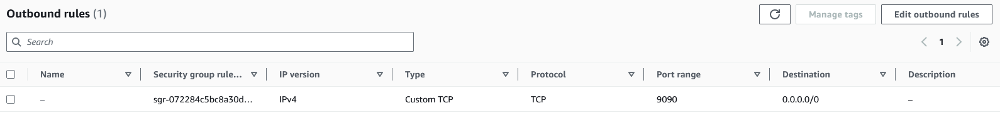 Outbound rules (1)
Manage tags
Edit outbound rules
Search
1
Name Security group rule... IP version Type Protocol Port range Destination Description
– sgr-072284c5bc8a30d... IPv4 Custom TCP TCP 9090 0.0.0.0/0 –